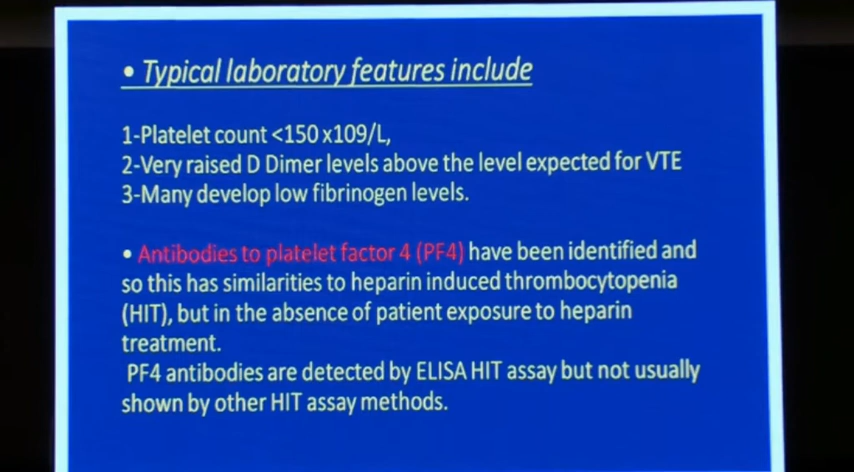 • Typical laboratory features include
1-Platelet count <150 x109/L,
2-Very raised D Dimer levels above the level expected for VTE
3-Many develop low fibrinogen levels.
• Antibodies to platelet factor 4 (PF4) have been identified and
so this has similarities to heparin induced thrombocytopenia
(HIT), but in the absence of patient exposure to heparin
treatment.
PF4 antibodies are detected by ELISA HIT assay but not usually
shown by other HIT assay methods.